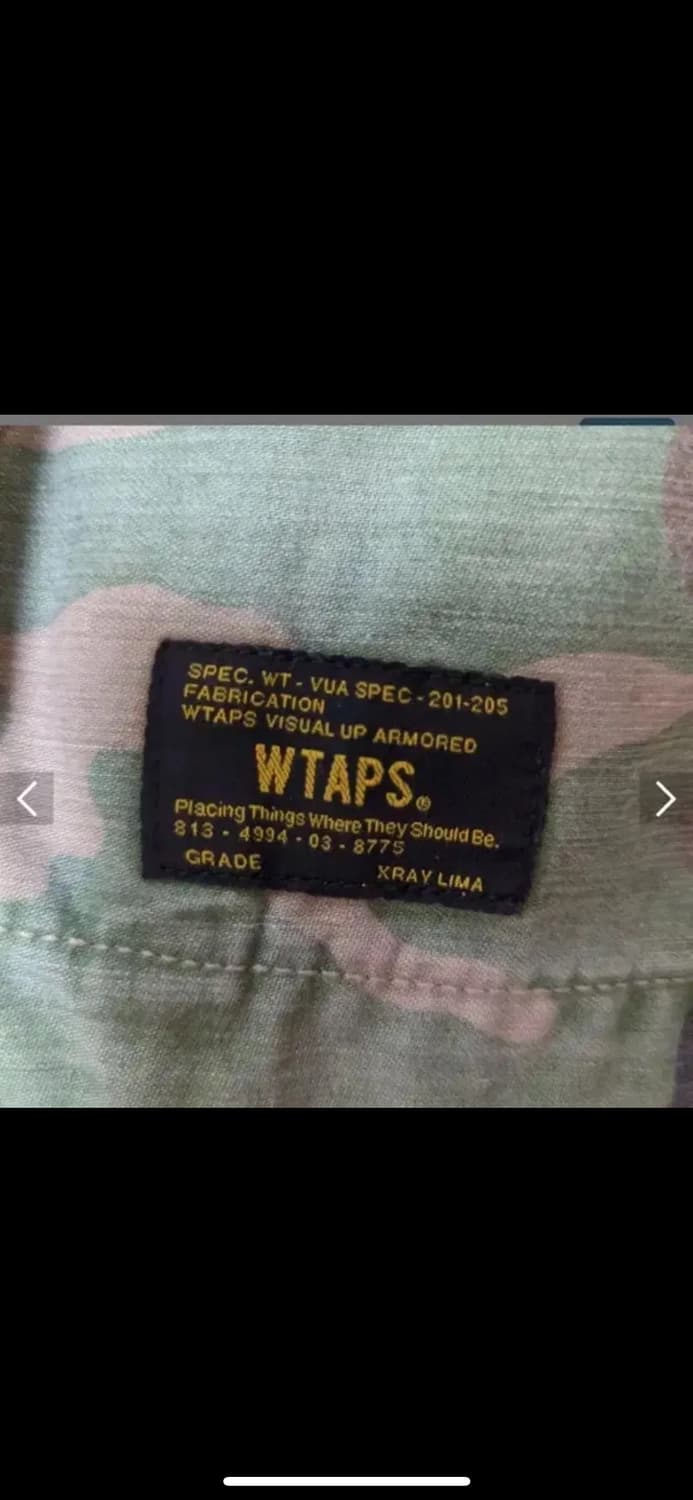 SPEC. WT - VUA SPEC - 201-205
FABRICATION
WTAPS VISUAL UP ARMORED
WTAPS®
Placing Things Where They Should Be.
813 - 4994 - 03 - 8775
GRADE XRAY LIMA